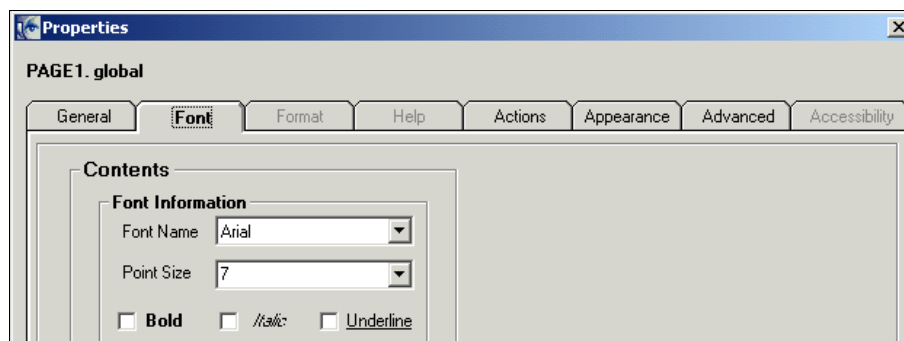 Properties
PAGE1. global
General Font Format Help Actions Appearance Advanced Accessibility
Contents
Font Information
Font Name Arial
Point Size 7
Bold Italic Underline